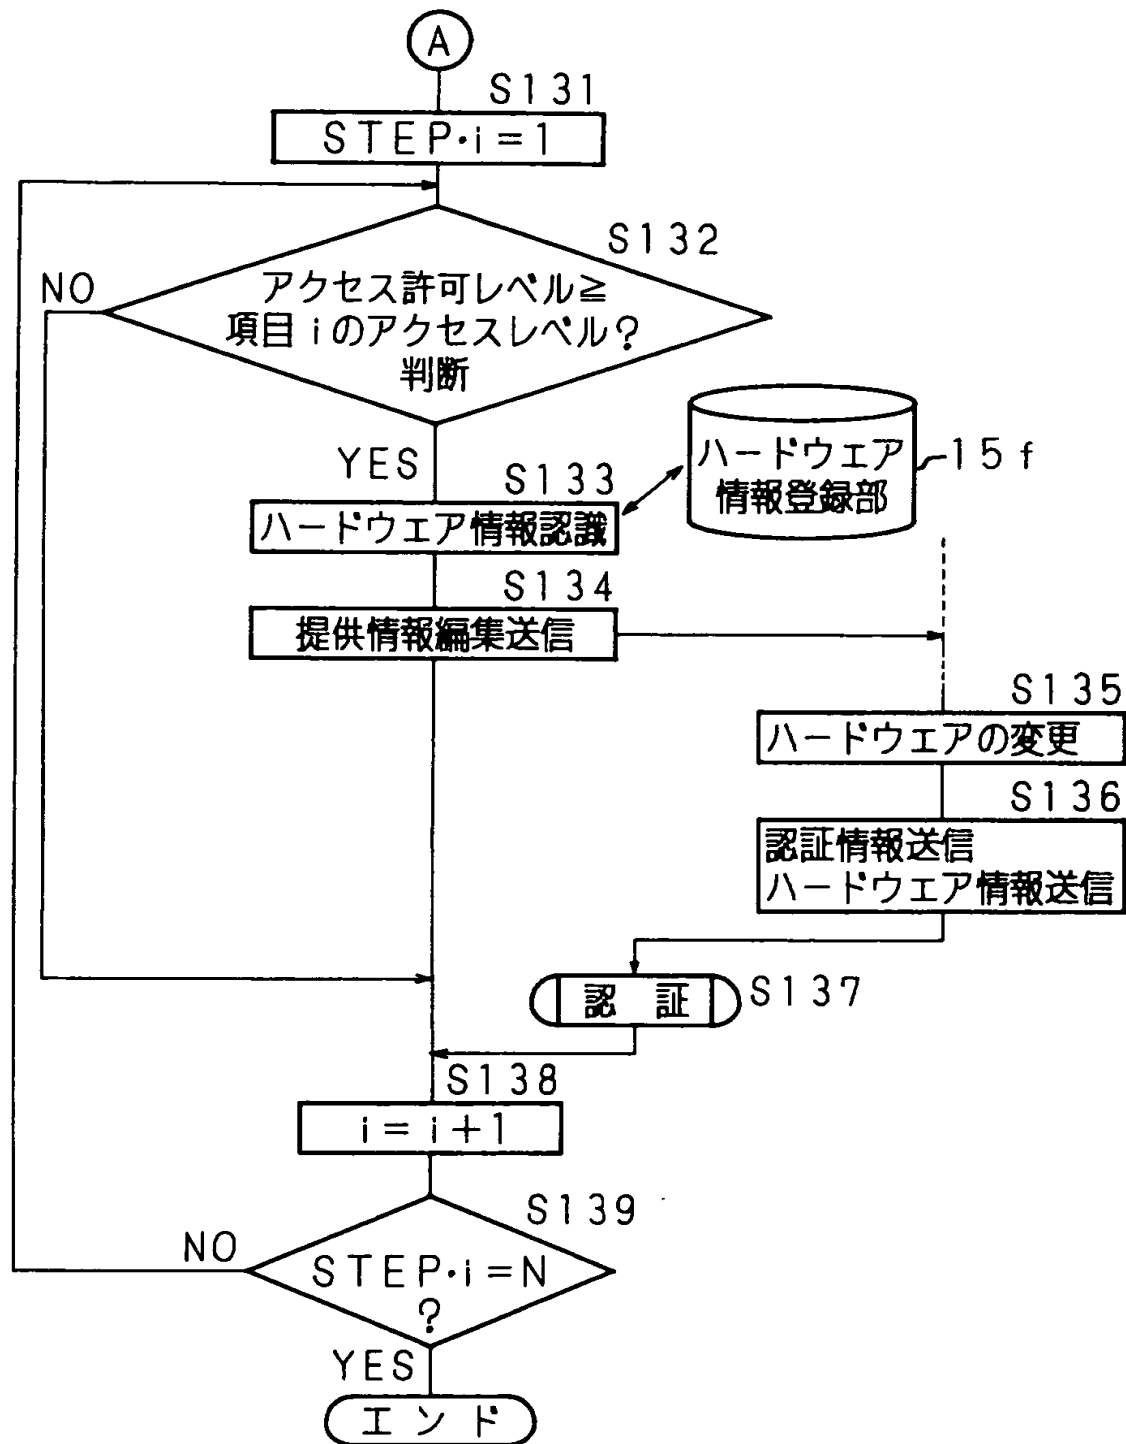 A
S131
STEP・i=1
S132
NO
アクセス許可レベル≧
項目iのアクセスレベル?
判断
YES
ハードウェア
情報登録部
15f
S133
ハードウェア情報認識
S134
提供情報編集送信
S135
ハードウェアの変更
S136
認証情報送信
ハードウェア情報送信
認 証
S137
S138
i=i+1
S139
NO
STEP・i=N
?
YES
エンド